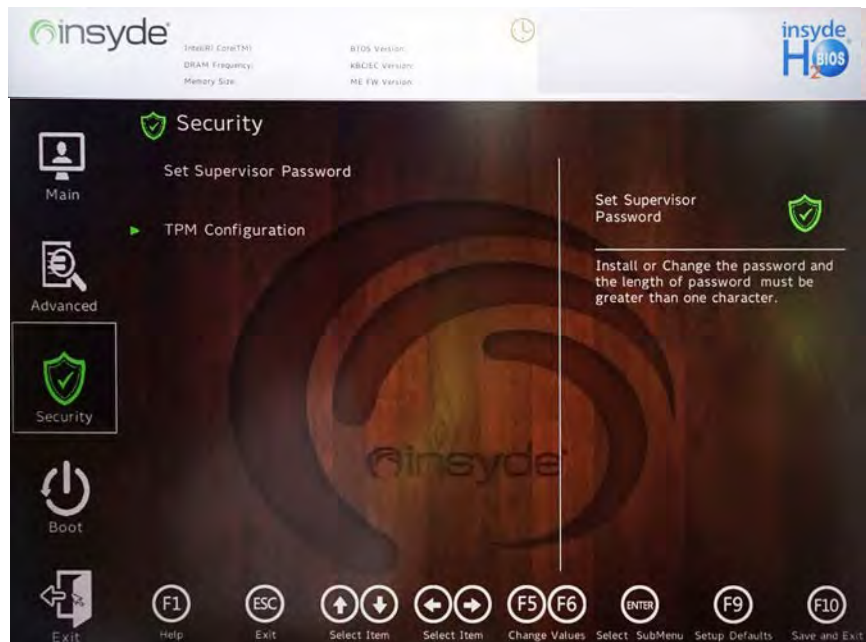 insyde
insyde
H2BIOS
Intel(R) Core(TM)
BIOS Version:
DRAM Frequency:
KBC/EC Version:
Memory Size:
ME FW Version:
Security
Set Supervisor Password
TPM Configuration
Main
Advanced
Security
Boot
Exit
Set Supervisor
Password
Install or Change the password and
the length of password must be
greater than one character.
insyde
F1
Help
ESC
Exit
Select Item
Select Item
F5 F6
Change Values
ENTER
Select SubMenu
F9
Setup Defaults
F10
Save and Exit